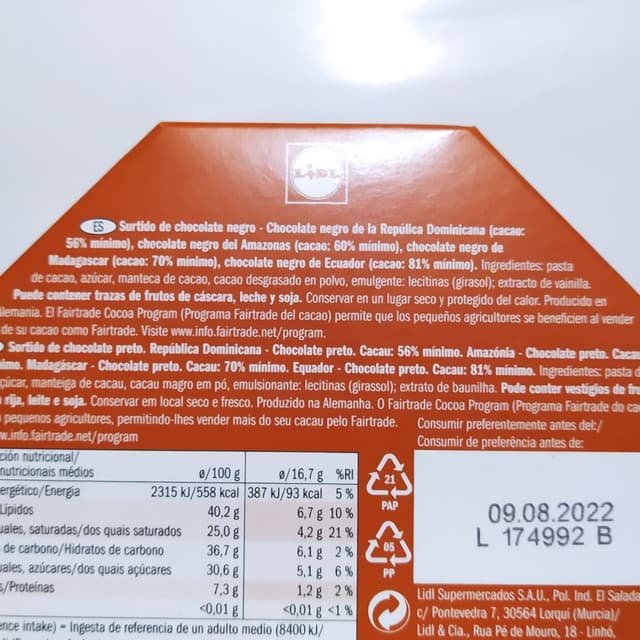 LIDL
ES Surtido de chocolate negro - Chocolate negro de la Repúlica Dominicana (cacao:
56% mínimo), chocolate negro del Amazonas (cacao: 60% mínimo), chocolate negro de
Madagascar (cacao: 70% mínimo), chocolate negro de Ecuador (cacao: 81% mínimo). Ingredientes: pasta
de cacao, azúcar, manteca de cacao, cacao desgrasado en polvo, emulgente: lecitinas (girasol); extracto de vainilla.
Puede contener trazas de frutos de cáscara, leche y soja. Conservar en un lugar seco y protegido del calor. Producido en
lemania. El Fairtrade Cocoa Program (Programa Fairtrade del cacao) permite que los pequeños agricultores se beneficien al vender
de su cacao como Fairtrade. Visite www.info.fairtrade.net/program.
Sortido de chocolate preto. República Dominicana - Chocolate preto. Cacau: 56% mínimo. Amazónia - Chocolate preto. Cacau
imo. Madagáscar - Chocolate preto. Cacau: 70% mínimo. Equador - Chocolate preto. Cacau: 81% mínimo. Ingredientes: pasta d
çúcar, manteiga de cacau, cacau magro em pó, emulsionante: lecitinas (girassol); extrato de baunilha. Pode conter vestígios de fru
rija, leite e soja. Conservar em local seco e fresco. Produzido na Alemanha. O Fairtrade Cocoa Program (Programa Fairtrade do cac
pequenos agricultores, permitindo-lhes vender mais do seu cacau pelo Fairtrade.
w.info.fairtrade.net/program
Consumir preferentemente antes del:/
Consumir de preferência antes de:
09.08.2022
L 174992 B
ción nutricional/
nutricionais médios ø/100 g ø/16,7 g %RI
ergético/Energia 2315 kJ/558 kcal 387 kJ/93 kcal 5 %
Lípidos 40,2 g 6,7 g 10 %
uales, saturadas/dos quais saturados 25,0 g 4,2 g 21 %
de carbono/Hidratos de carbono 36,7 g 6,1 g 2 %
uales, azúcares/dos quais açúcares 30,6 g 5,1 g 6 %
s/Proteínas 7,3 g 1,2 g 2 %
<0,01 g <0,01 g <1 %
ence intake) = Ingesta de referencia de un adulto medio (8400 kJ/
21
PAP
05
PP
Lidl Supermercados S.A.U., Pol. Ind. El Salada
c/ Pontevedra 7, 30564 Lorquí (Murcia)/
Lidl & Cia., Rua Pé de Mouro, 18 - Linhó,